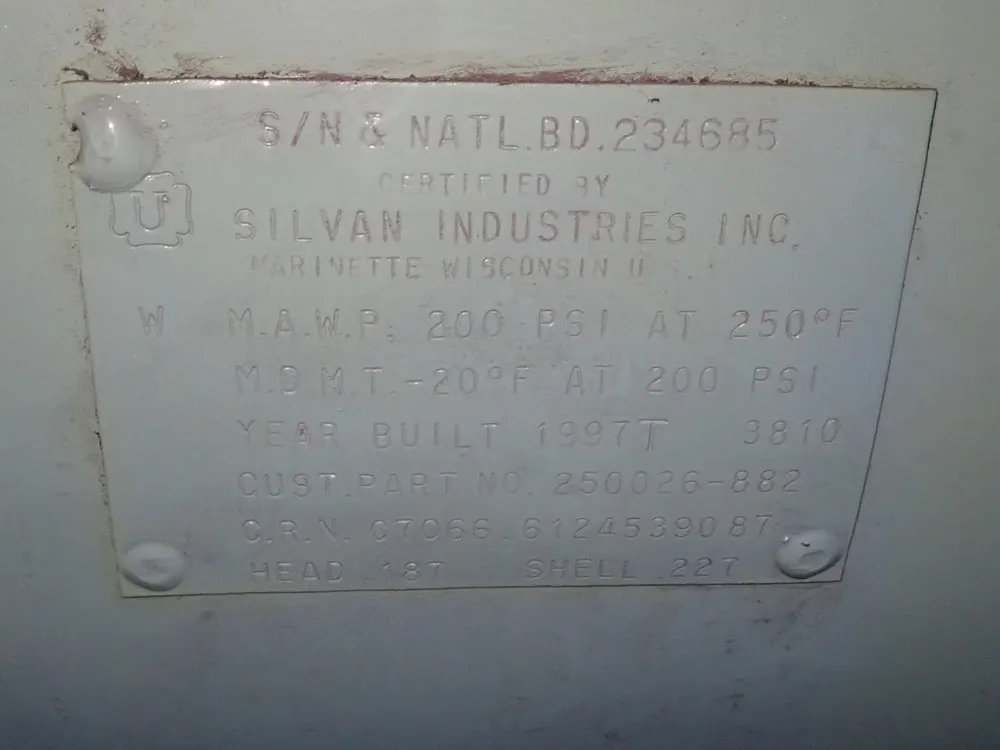 S/N & NATL.BD.234685
CERTIFIED BY
U
SILVAN INDUSTRIES INC.
MARINETTE WISCONSIN U.S.A
W M.A.W.P. 200 PSI AT 250°F
M.D.M.T.-20°F AT 200 PSI
YEAR BUILT 1997T 3810
CUST.PART NO. 250026-882
C.R.N. C7066.6124539087
HEAD .187 SHELL .227